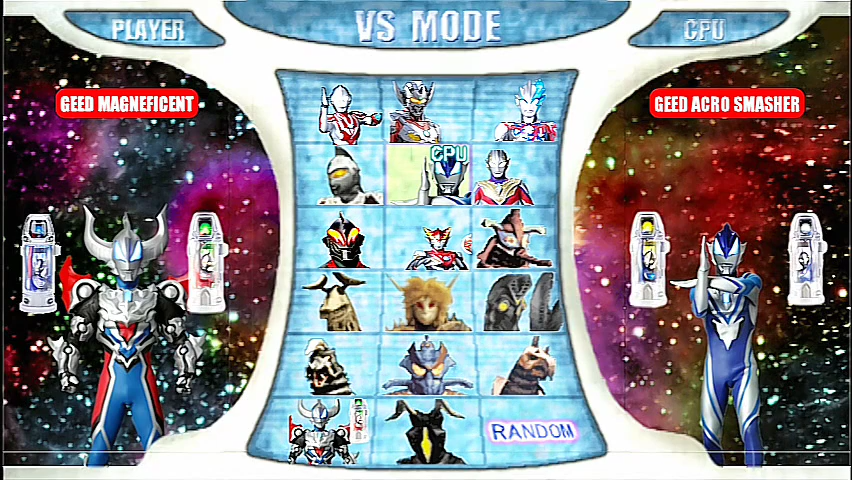 PLAYER
VS MODE
CPU
GEED MAGNEFICENT
GEED ACRO SMASHER
CPU
RANDOM